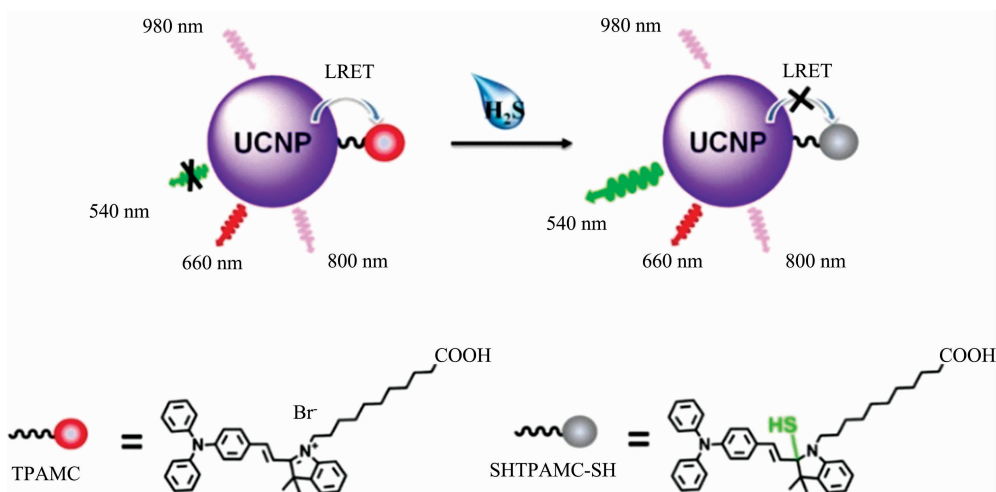 980 nm
LRET
UCNP
540 nm
660 nm
800 nm
H₂S
980 nm
LRET
UCNP
540 nm
660 nm
800 nm
TPAMC
=
N
Br⁻
N⁺
COOH
SHTPAMC-SH
=
N
HS
N
COOH